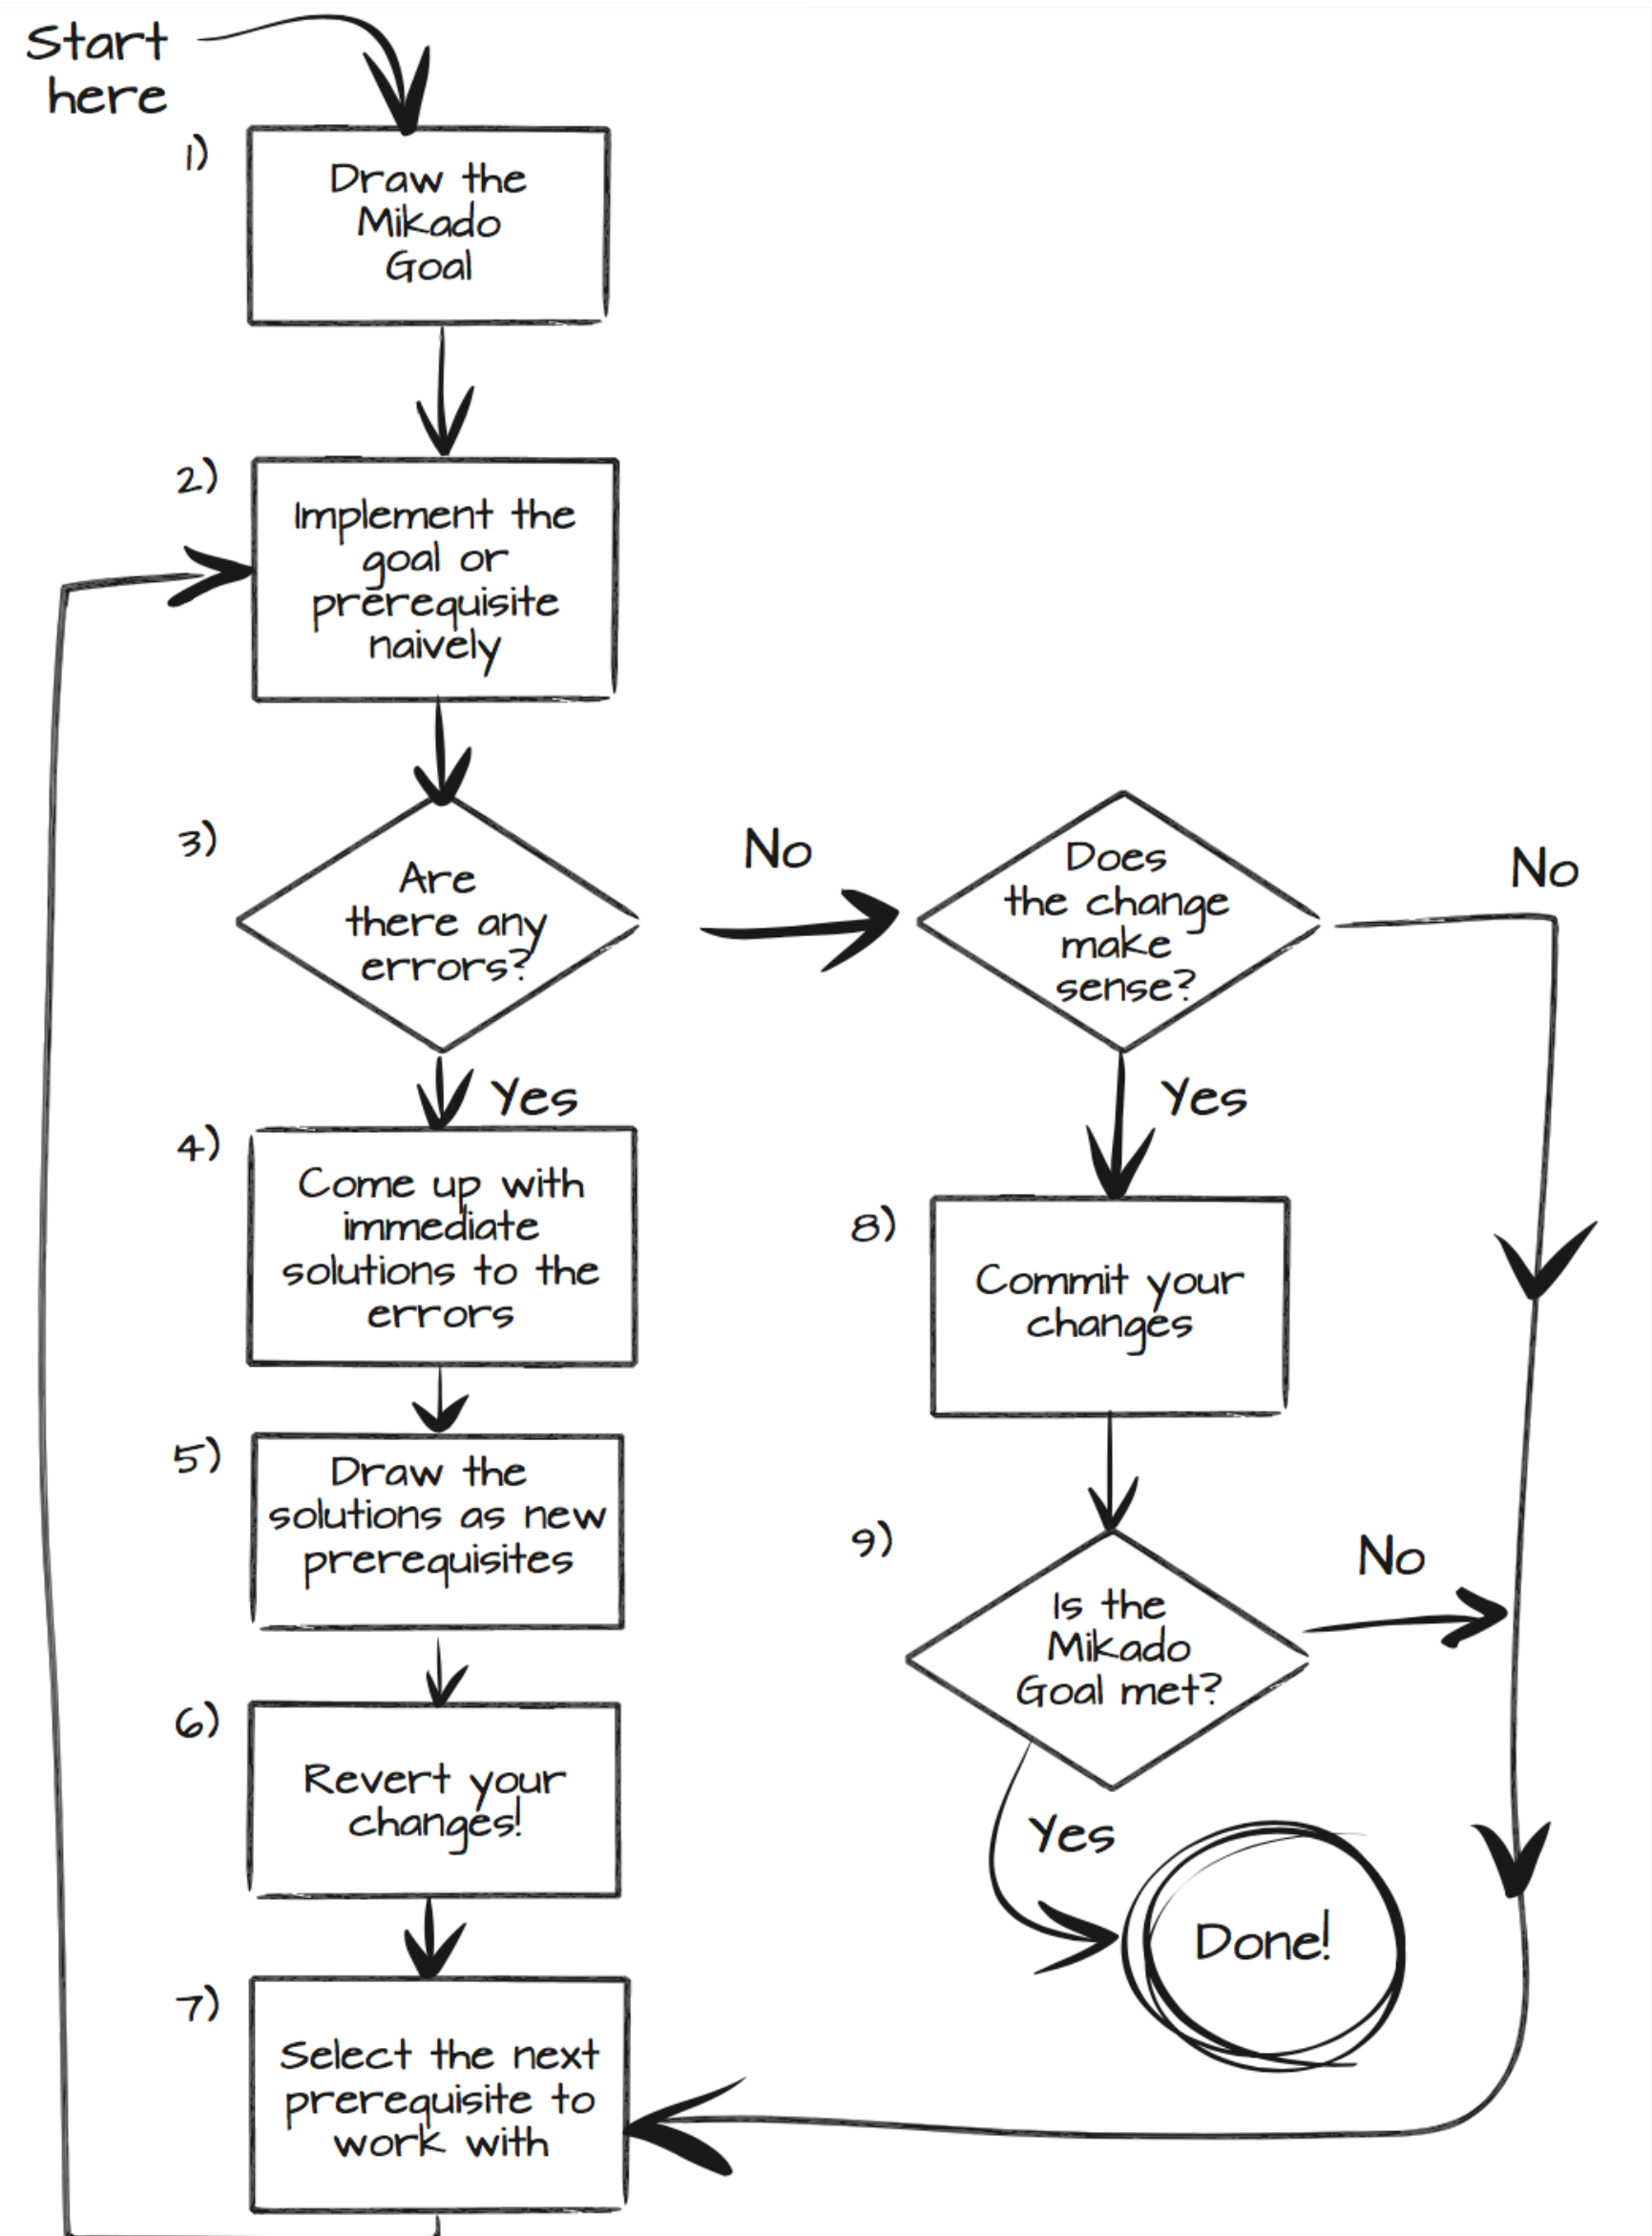 Start
here
1)
Draw the
Mikado
Goal
2)
Implement the
goal or
prerequisite
naively
3)
Are
there any
errors?
No
Does
the change
make
sense?
No
Yes
4)
Come up with
immediate
solutions to the
errors
Yes
8)
Commit your
changes
5)
Draw the
solutions as new
prerequisites
9)
Is the
Mikado
Goal met?
No
6)
Revert your
changes!
Yes
Done!
7)
Select the next
prerequisite to
work with